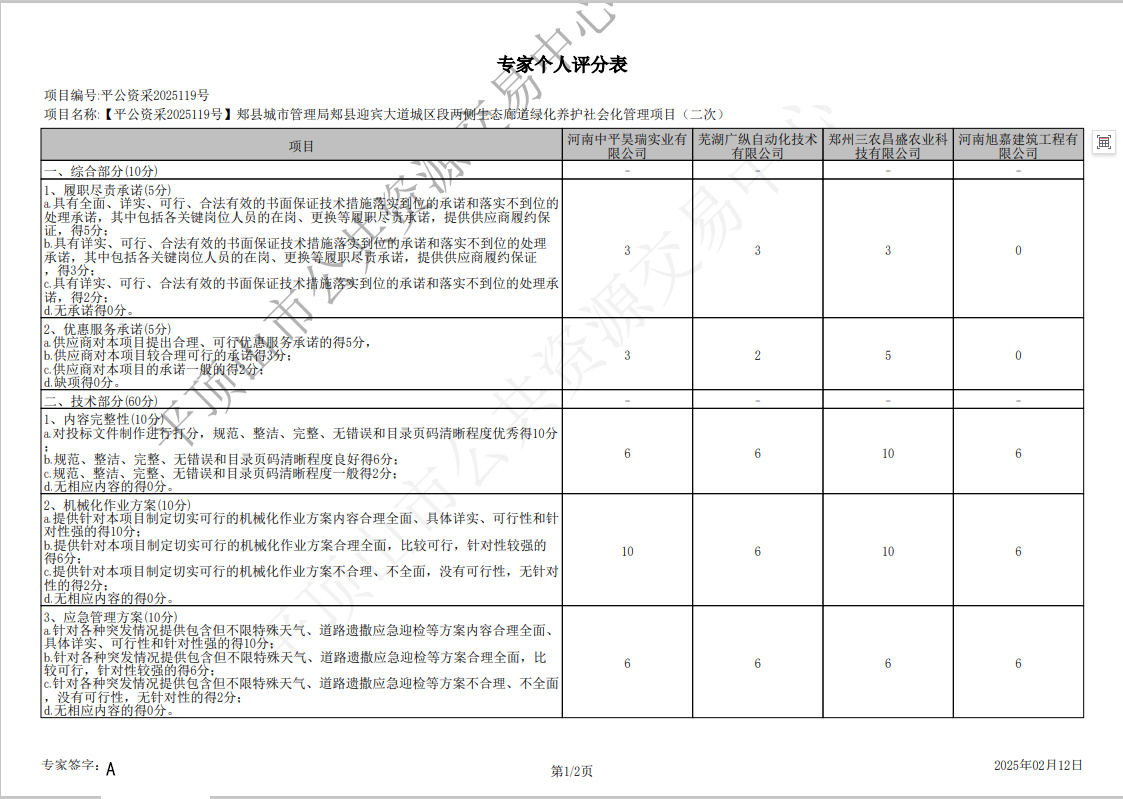 专家个人评分表
项目编号:平公资采2025119号
项目名称:【平公资采2025119号】郏县城市管理局郏县迎宾大道城区段两侧生态廊道绿化养护社会化管理项目（二次）
项目
河南中平昊瑞实业有
限公司
芜湖广纵自动化技术
有限公司
郑州三农昌盛农业科
技有限公司
河南旭嘉建筑工程有
限公司
一、综合部分(10分)
-
-
-
-
1、履职尽责承诺(5分)
a.具有全面、详实、可行、合法有效的书面保证技术措施落实到位的承诺和落实不到位的
处理承诺，其中包括各关键岗位人员的在岗、更换等履职尽责承诺，提供供应商履约保
证，得5分；
b.具有详实、可行、合法有效的书面保证技术措施落实到位的承诺和落实不到位的处理
承诺，其中包括各关键岗位人员的在岗、更换等履职尽责承诺，提供供应商履约保证
，得3分；
c.具有详实、可行、合法有效的书面保证技术措施落实到位的承诺和落实不到位的处理承
诺，得2分；
d.无承诺得0分。
3
3
3
0
2、优惠服务承诺(5分)
a.供应商对本项目提出合理、可行优惠服务承诺的得5分，
b.供应商对本项目较合理可行的承诺得3分；
c.供应商对本项目的承诺一般的得2分；
d.缺项得0分。
3
2
5
0
二、技术部分(60分)
-
-
-
-
1、内容完整性(10分)
a.对投标文件制作进行打分，规范、整洁、完整、无错误和目录页码清晰程度优秀得10分
；
b.规范、整洁、完整、无错误和目录页码清晰程度良好得6分；
c.规范、整洁、完整、无错误和目录页码清晰程度一般得2分；
d.无相应内容的得0分。
6
6
10
6
2、机械化作业方案(10分)
a.提供针对本项目制定切实可行的机械化作业方案内容合理全面、具体详实、可行性和针
对性强的得10分；
b.提供针对本项目制定切实可行的机械化作业方案合理全面，比较可行，针对性较强的
得6分；
c.提供针对本项目制定切实可行的机械化作业方案不合理、不全面，没有可行性，无针对
性的得2分；
d.无相应内容的得0分。
10
6
10
6
3、应急管理方案(10分)
a.针对各种突发情况提供包含但不限特殊天气、道路遗撒应急迎检等方案内容合理全面、
具体详实、可行性和针对性强的得10分；
b.针对各种突发情况提供包含但不限特殊天气、道路遗撒应急迎检等方案合理全面，比
较可行，针对性较强的得6分；
c.针对各种突发情况提供包含但不限特殊天气、道路遗撒应急迎检等方案不合理、不全面
，没有可行性，无针对性的得2分；
d.无相应内容的得0分。
6
6
6
6
专家签字：A
第1/2页
2025年02月12日
平顶山市公共资源交易中心
平顶山市公共资源交易中心